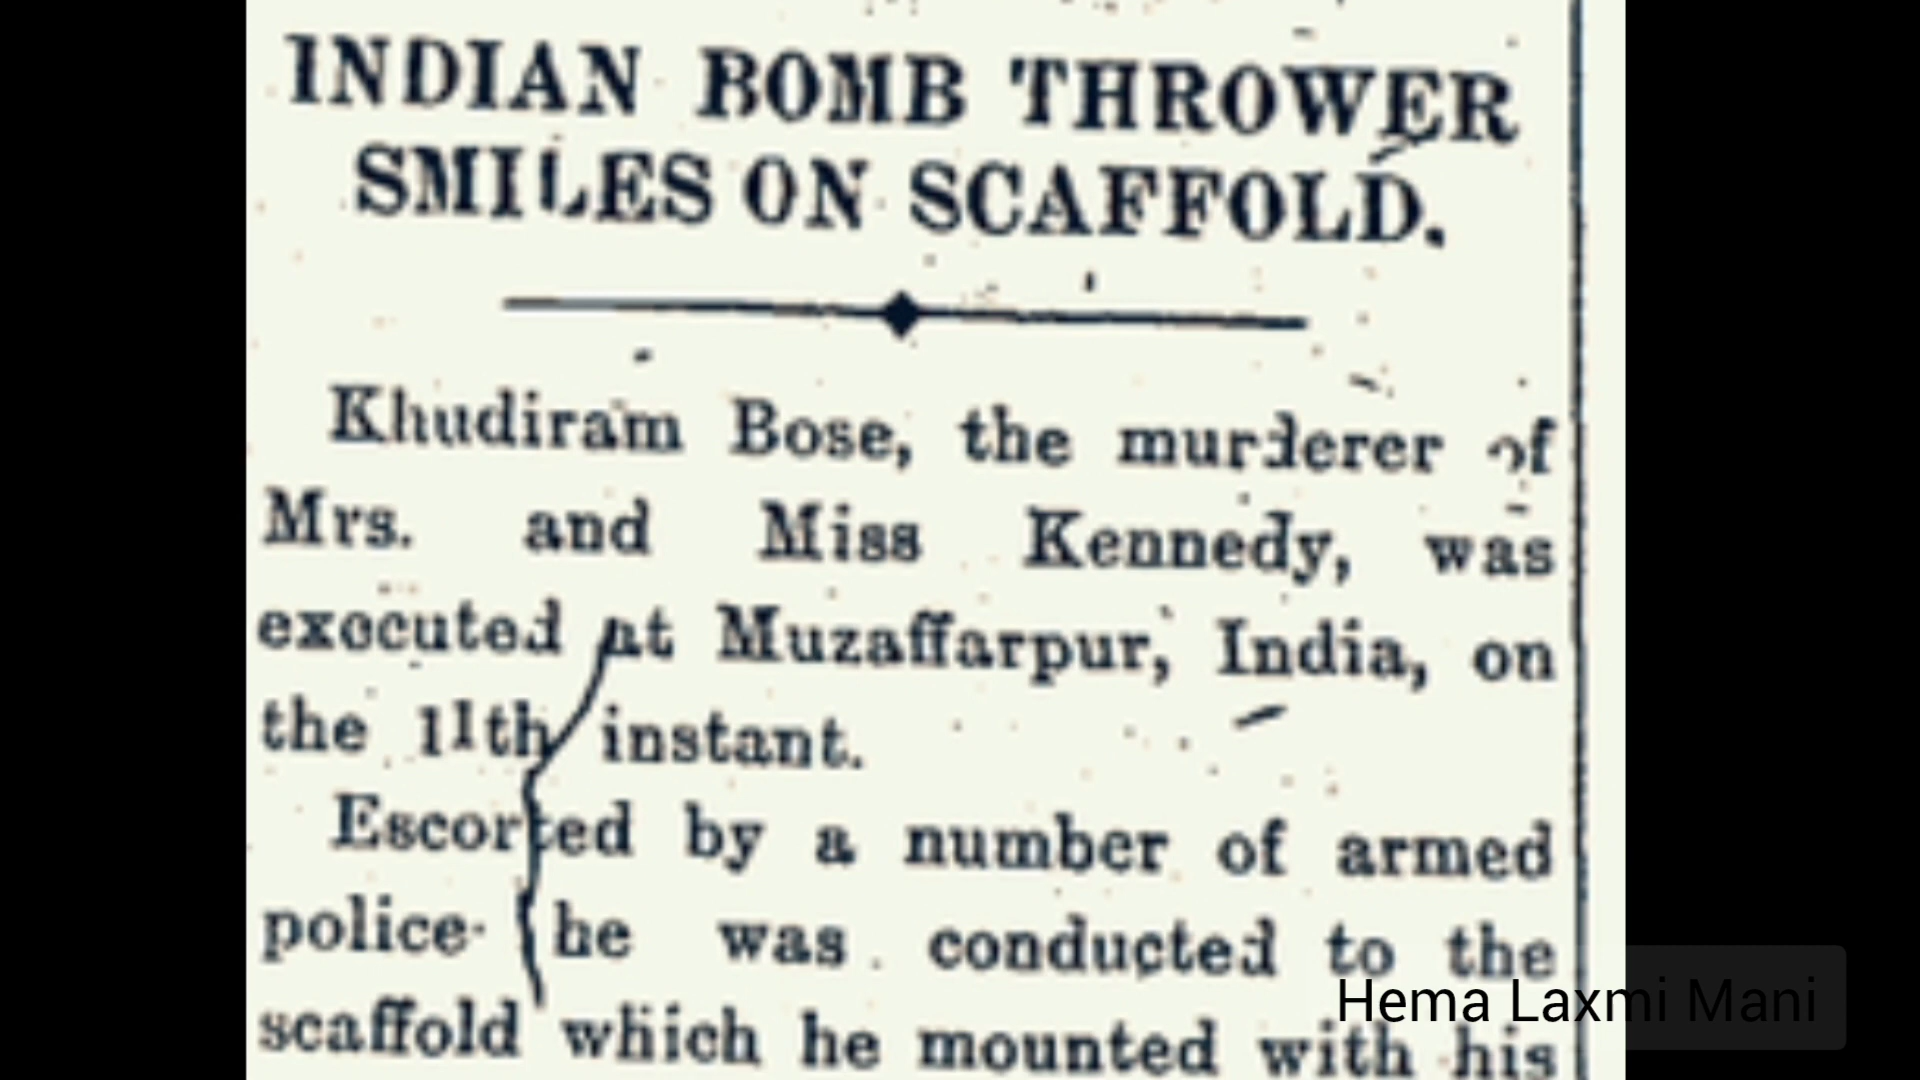 INDIAN BOMB THROWER
SMILES ON SCAFFOLD.
Khudiram Bose, the murderer of
Mrs. and Miss Kennedy, was
executed at Muzaffarpur, India, on
the 11th instant.
Escorted by a number of armed
police he was conducted to the
scaffold which he mounted with his
Hema Laxmi Mani